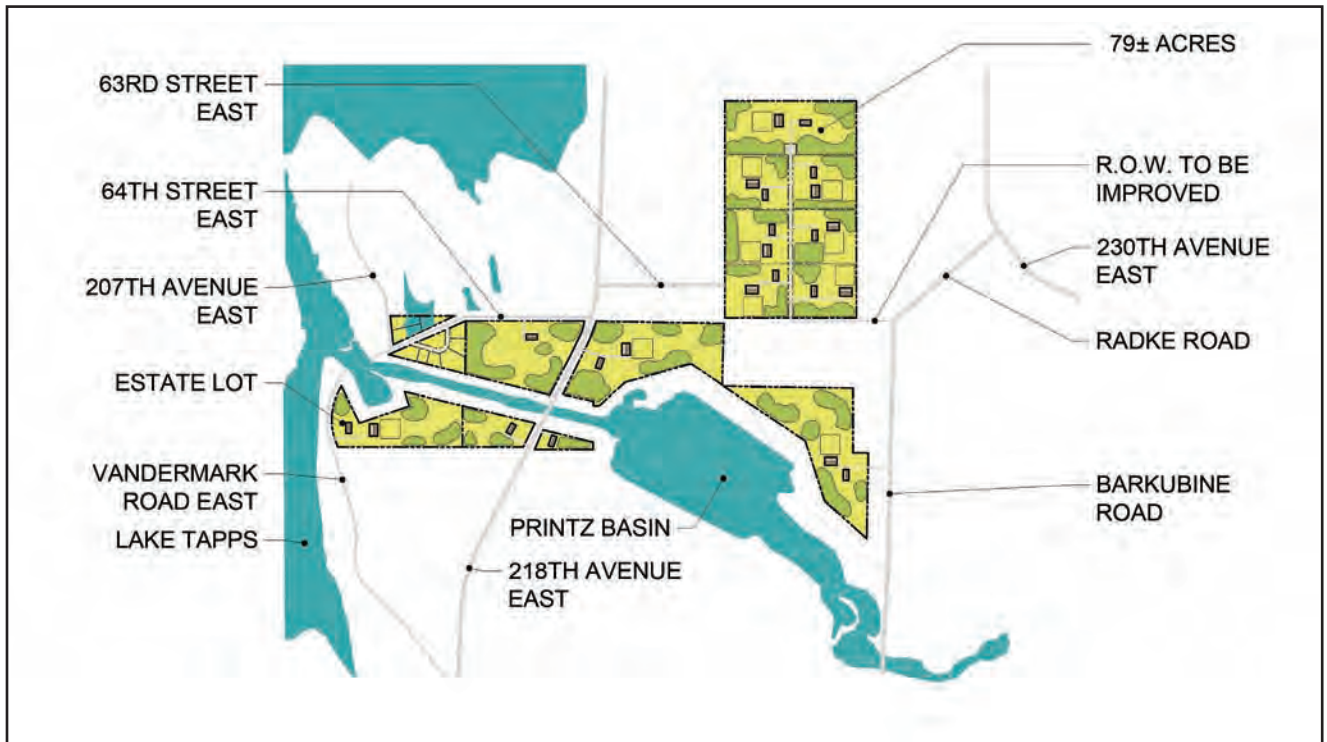 63RD STREET
EAST
64TH STREET
EAST
207TH AVENUE
EAST
ESTATE LOT
VANDERMARK
ROAD EAST
LAKE TAPPS
PRINTZ BASIN
218TH AVENUE
EAST
79± ACRES
R.O.W. TO BE
IMPROVED
230TH AVENUE
EAST
RADKE ROAD
BARKUBINE
ROAD